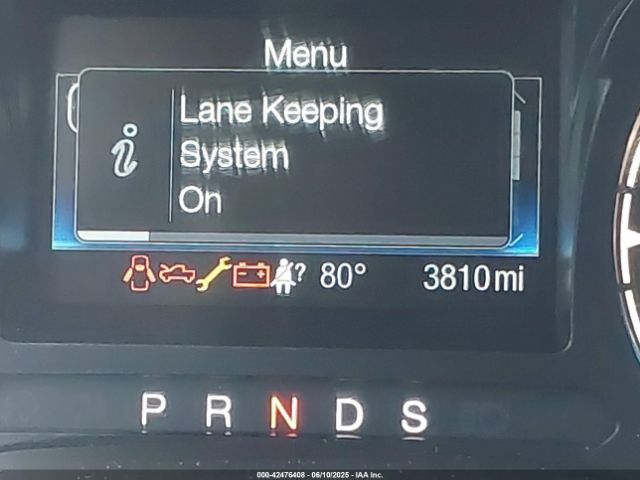 Menu
Lane Keeping
System
On
? 80° 3810mi
P R N D S
000-42476408 - 06/10/2025 - IAA Inc.